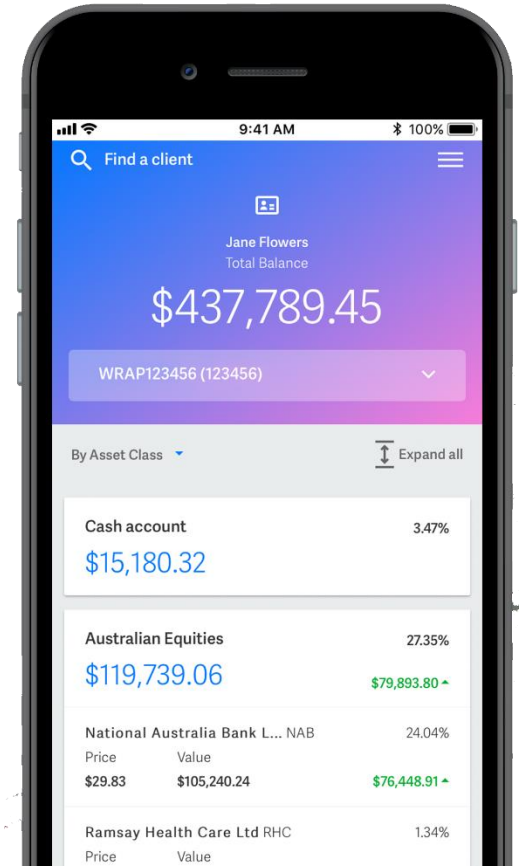 9:41 AM 100%
Find a client
Jane Flowers
Total Balance
$437,789.45
WRAP123456 (123456)
By Asset Class Expand all
Cash account 3.47%
$15,180.32
Australian Equities 27.35%
$119,739.06 $79,893.80
National Australia Bank L... NAB 24.04%
Price Value
$29.83 $105,240.24 $76,448.91
Ramsay Health Care Ltd RHC 1.34%
Price Value